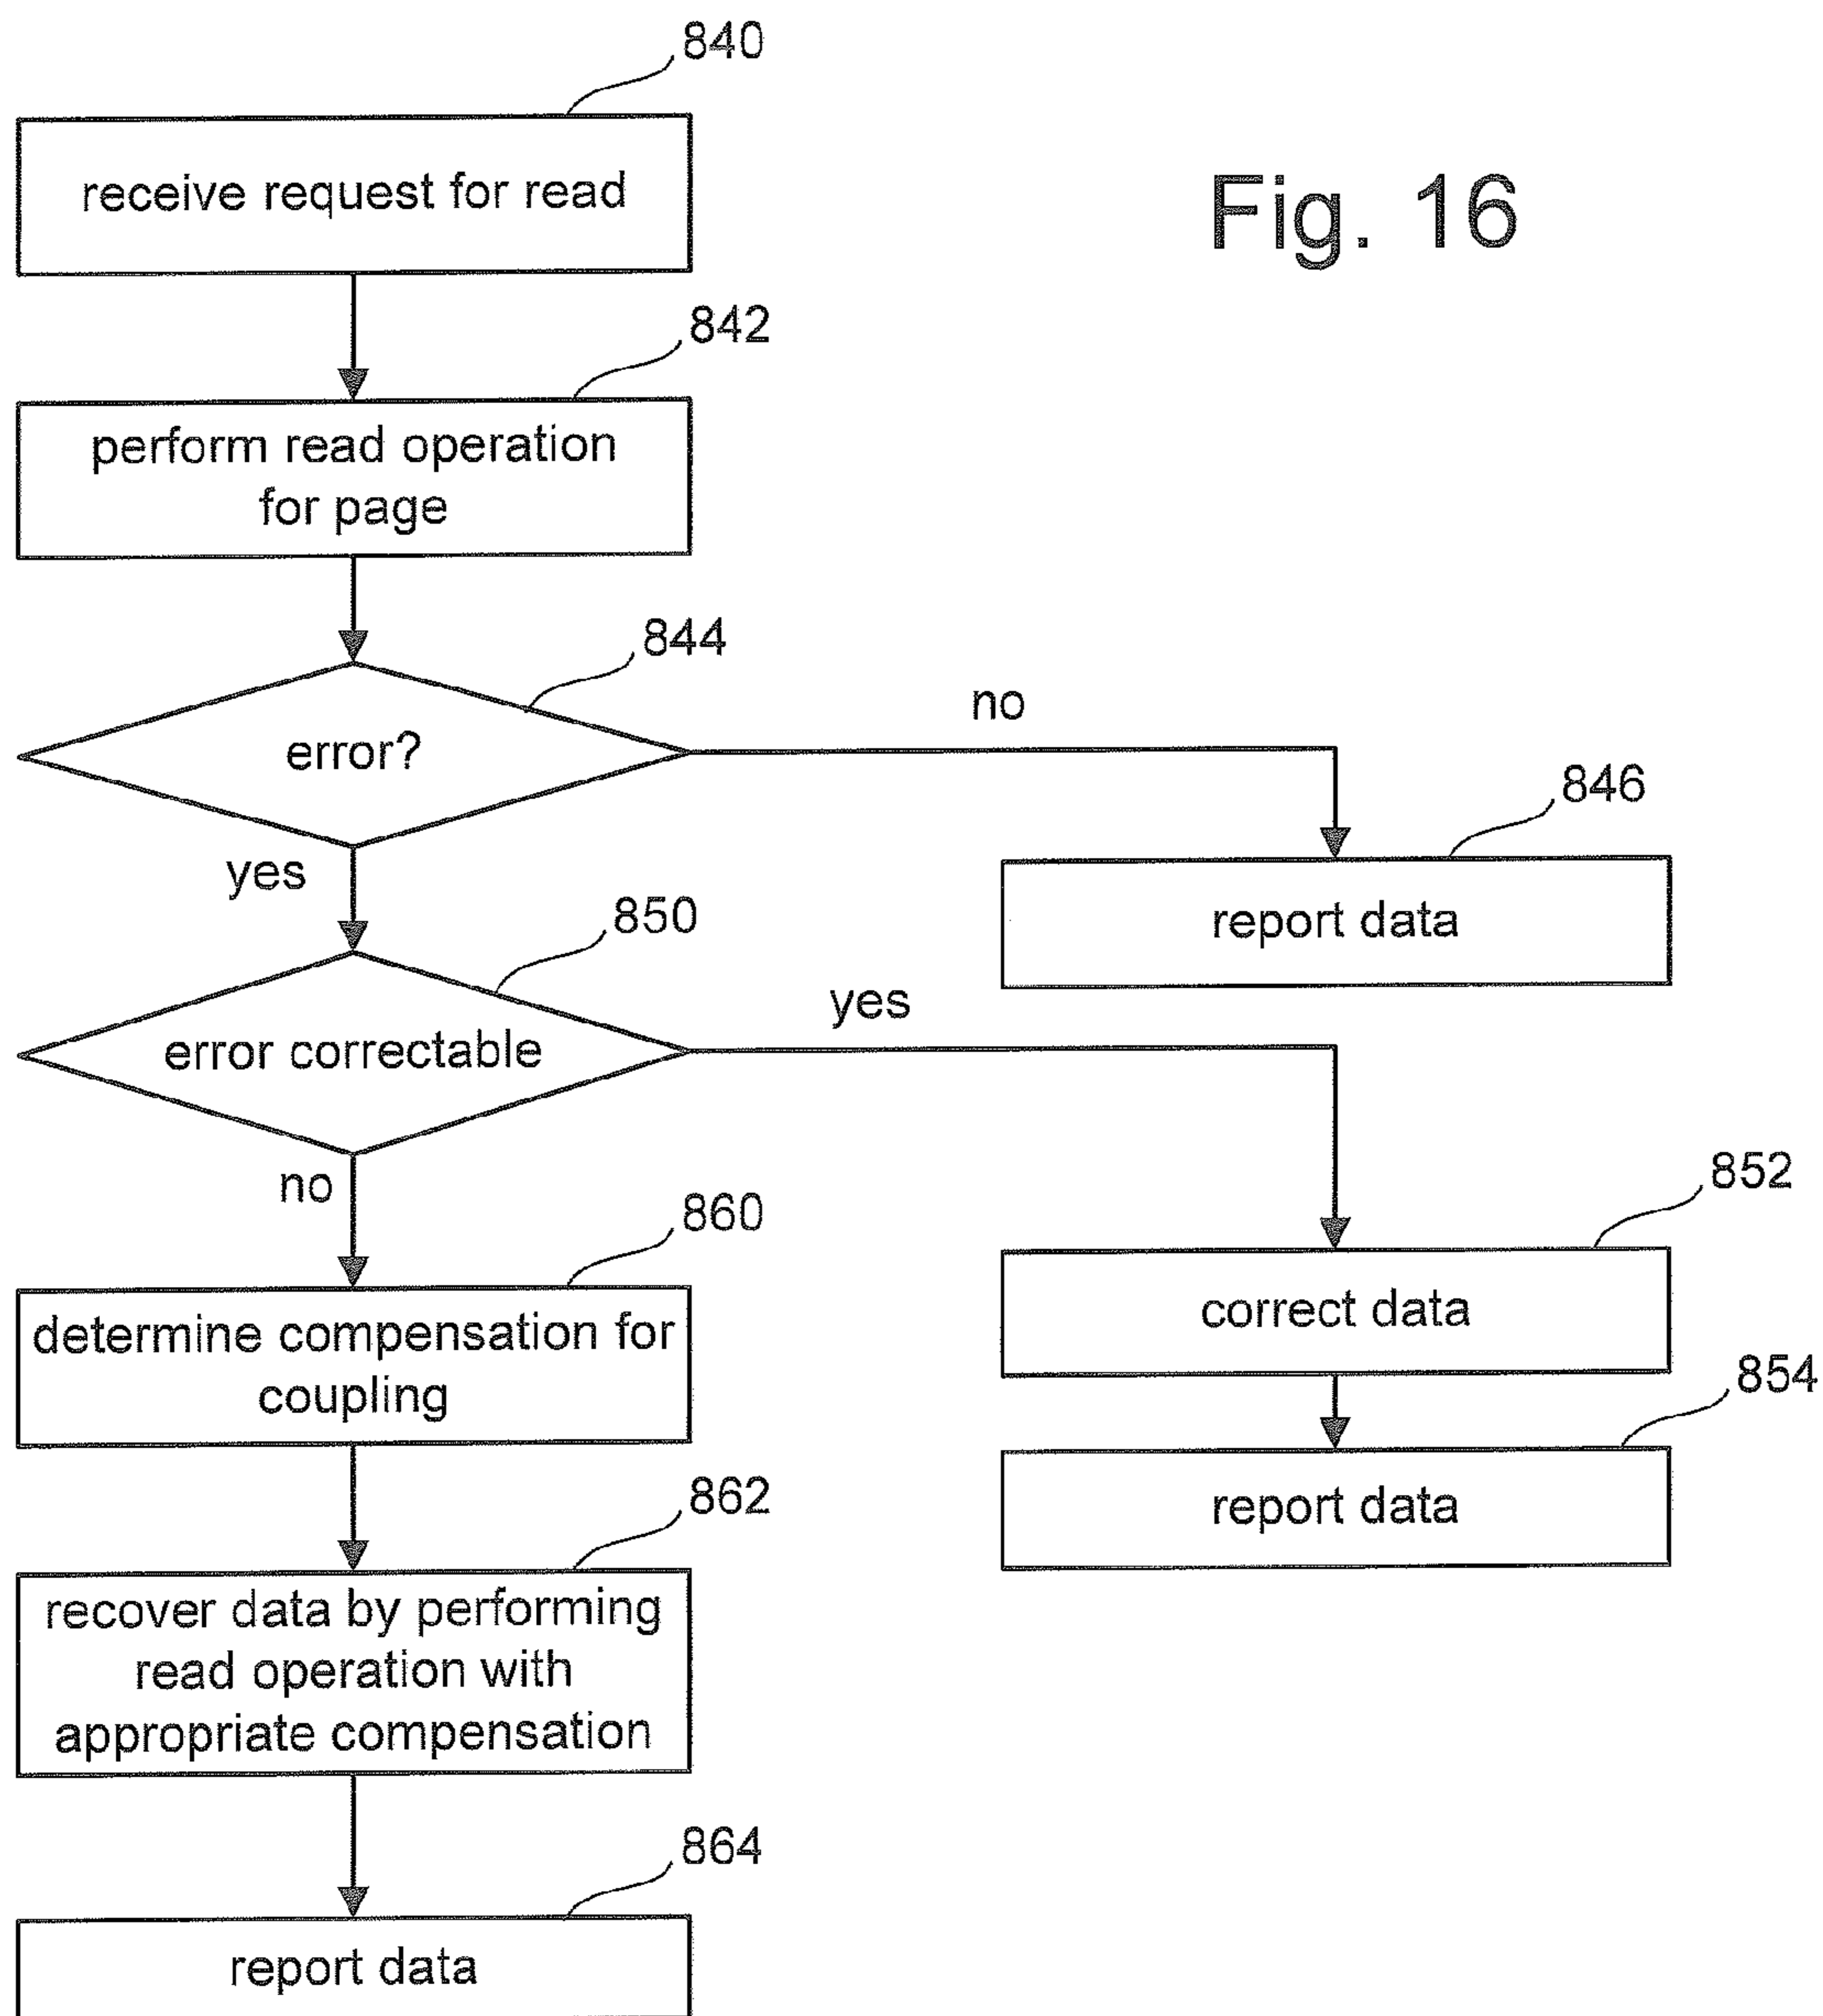 840
receive request for read
Fig. 16
842
perform read operation
for page
844
error?
no
846
report data
yes
850
error correctable
yes
852
correct data
854
report data
no
860
determine compensation for
coupling
862
recover data by performing
read operation with
appropriate compensation
864
report data